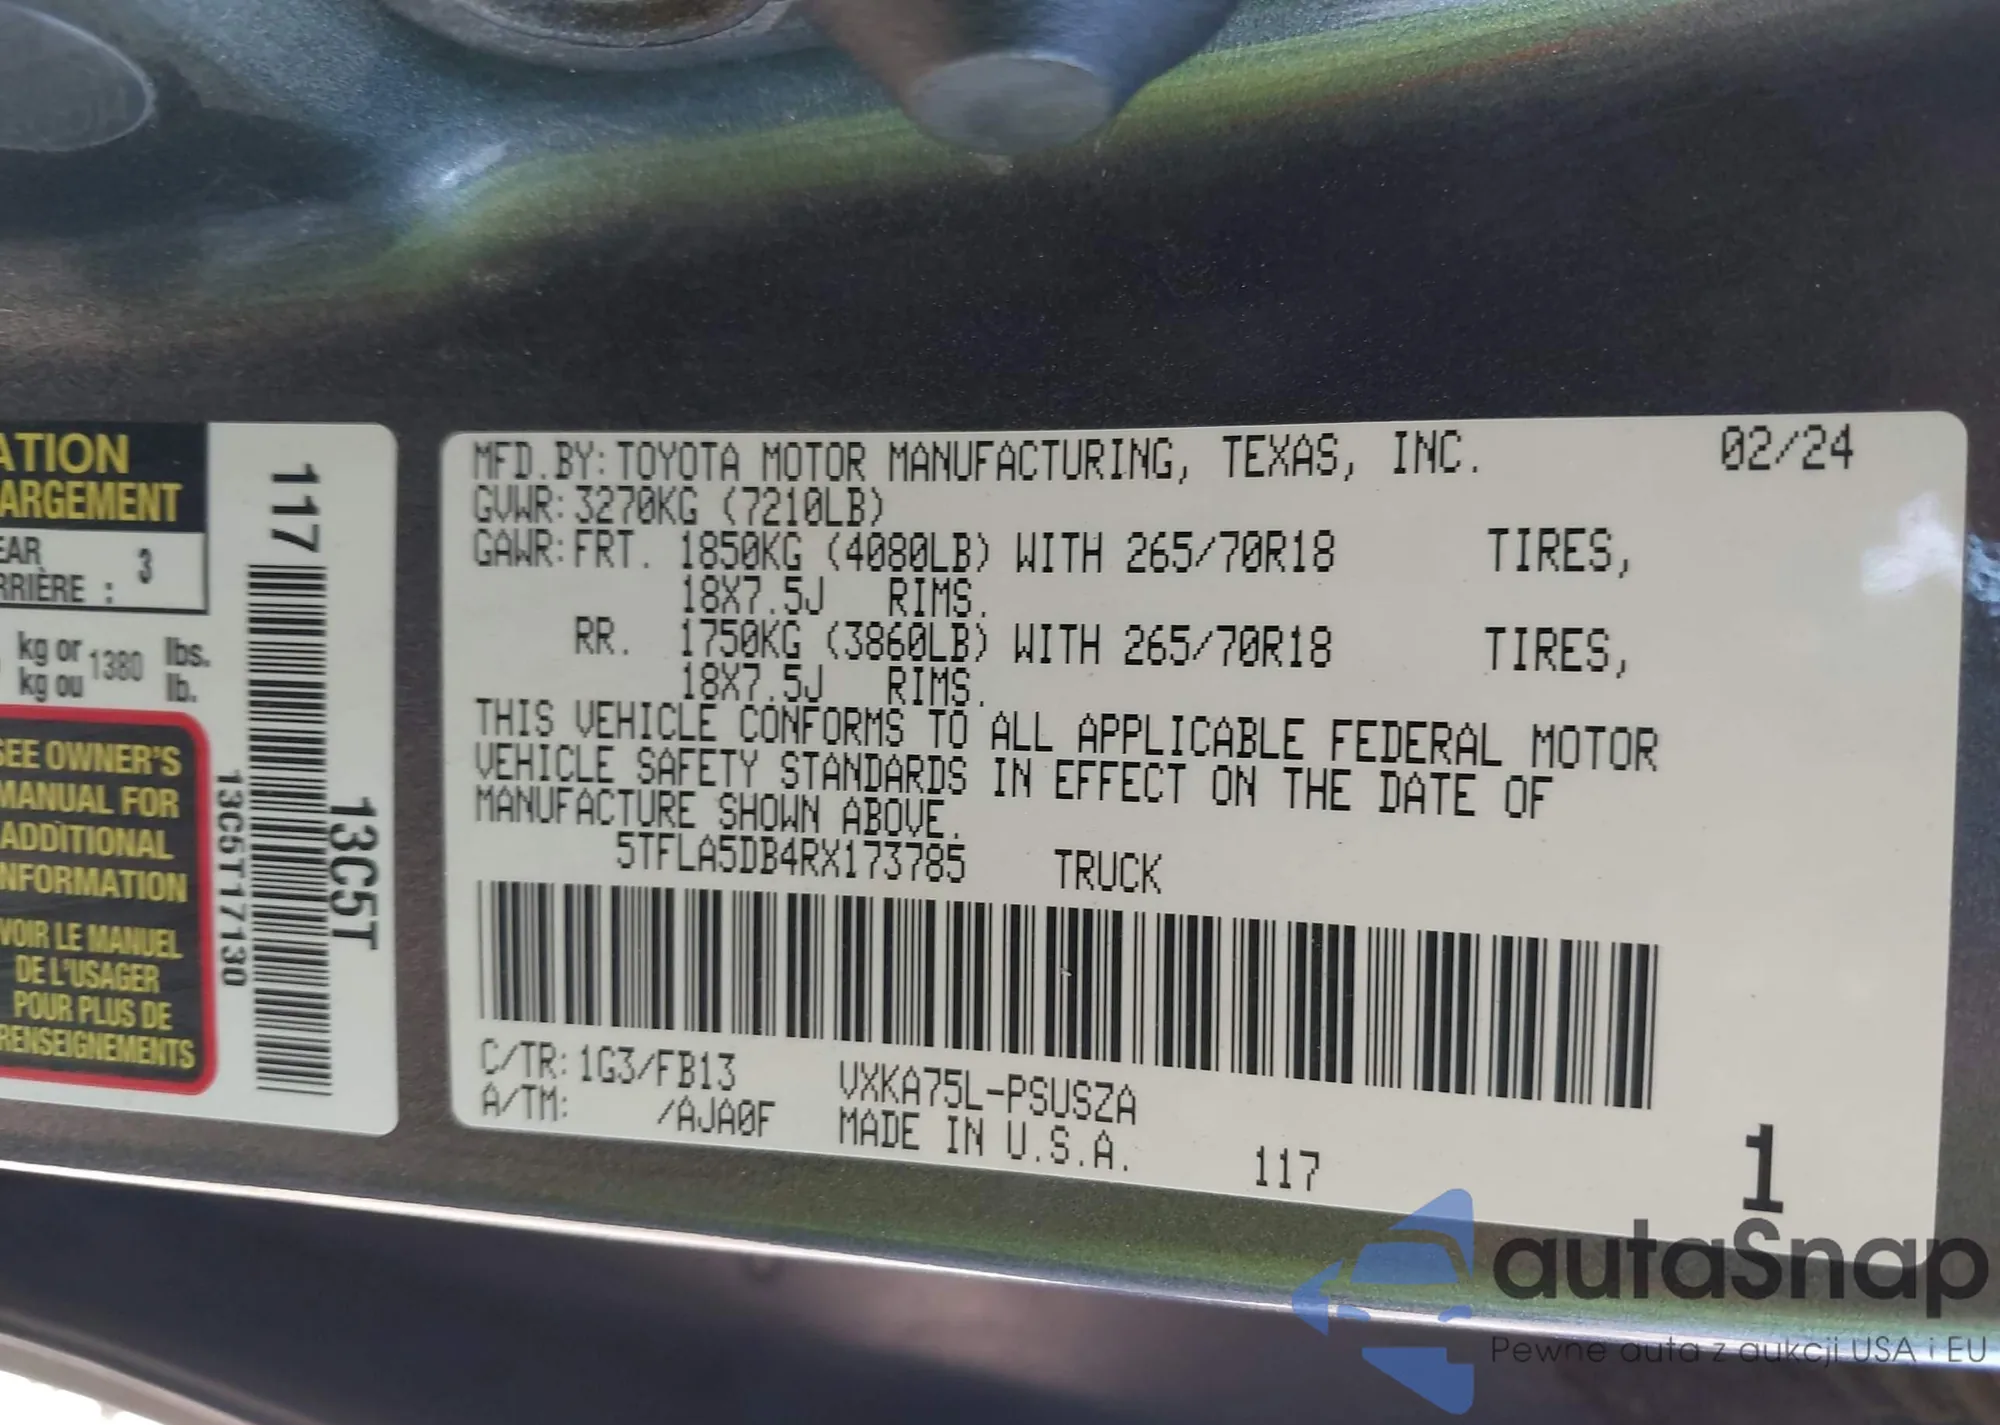 ATION
ARGEMENT
EAR
RRIÈRE : 3
kg or 1380 lbs.
kg ou lb.
SEE OWNER'S
MANUAL FOR
ADDITIONAL
INFORMATION
VOIR LE MANUEL
DE L'USAGER
POUR PLUS DE
RENSEIGNEMENTS
117
13C5T17130
13C5T
MFD.BY:TOYOTA MOTOR MANUFACTURING, TEXAS, INC. 02/24
GVWR:3270KG (7210LB)
GAWR:FRT. 1850KG (4080LB) WITH 265/70R18 TIRES,
18X7.5J RIMS.
RR. 1750KG (3860LB) WITH 265/70R18 TIRES,
18X7.5J RIMS.
THIS VEHICLE CONFORMS TO ALL APPLICABLE FEDERAL MOTOR
VEHICLE SAFETY STANDARDS IN EFFECT ON THE DATE OF
MANUFACTURE SHOWN ABOVE.
5TFLA5DB4RX173785 TRUCK
C/TR:1G3/FB13 VXKA75L-PSUSZA
A/TM: /AJA0F MADE IN U.S.A. 117
1
autaSnap
Pewne auta z aukcji USA i EU